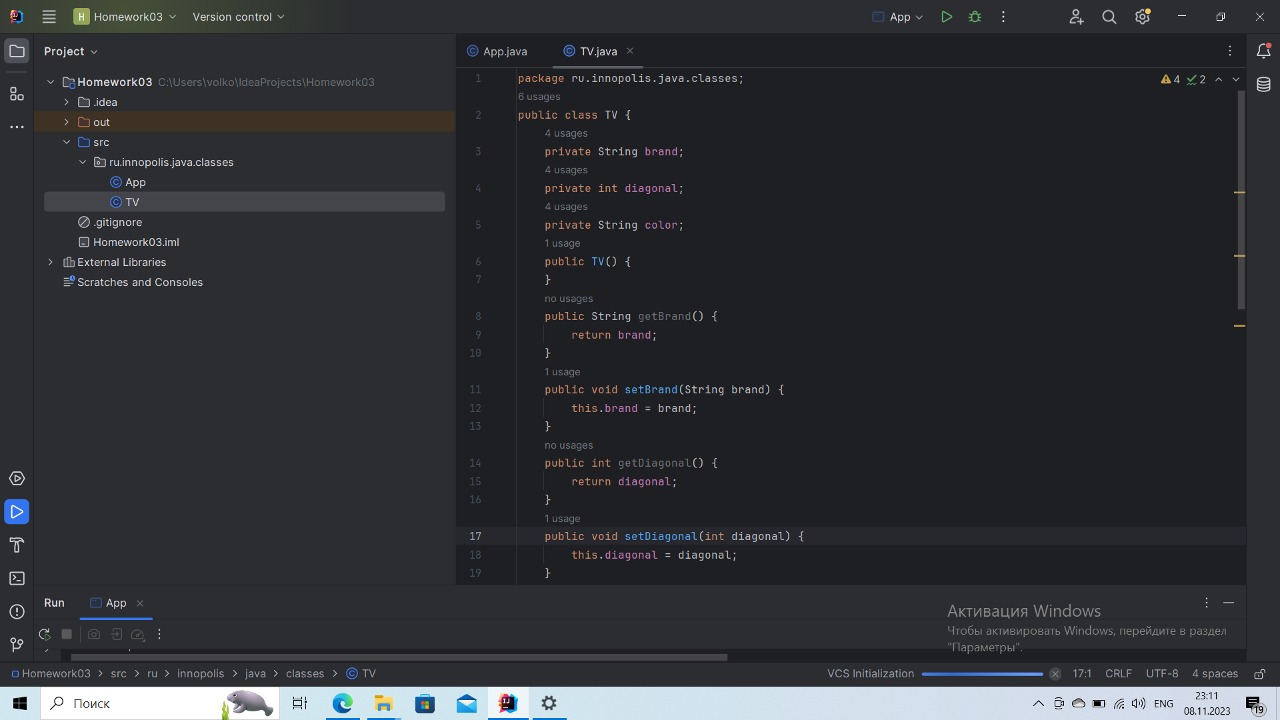 H Homework03 Version control App
Project
App.java TV.java
Homework03 C:\Users\volko\IdeaProjects\Homework03
.idea
out
src
ru.innopolis.java.classes
App
TV
.gitignore
Homework03.iml
External Libraries
Scratches and Consoles
4 2
1 package ru.innopolis.java.classes;
6 usages
2 public class TV {
4 usages
3 private String brand;
4 usages
4 private int diagonal;
4 usages
5 private String color;
1 usage
6 public TV() {
7 }
no usages
8 public String getBrand() {
9 return brand;
10 }
1 usage
11 public void setBrand(String brand) {
12 this.brand = brand;
13 }
no usages
14 public int getDiagonal() {
15 return diagonal;
16 }
1 usage
17 public void setDiagonal(int diagonal) {
18 this.diagonal = diagonal;
19 }
Run App
Активация Windows
Чтобы активировать Windows, перейдите в раздел
"Параметры".
Homework03 > src > ru > innopolis > java > classes > TV VCS Initialization 17:1 CRLF UTF-8 4 spaces
Поиск ENG 23:11
08.11.2023 19